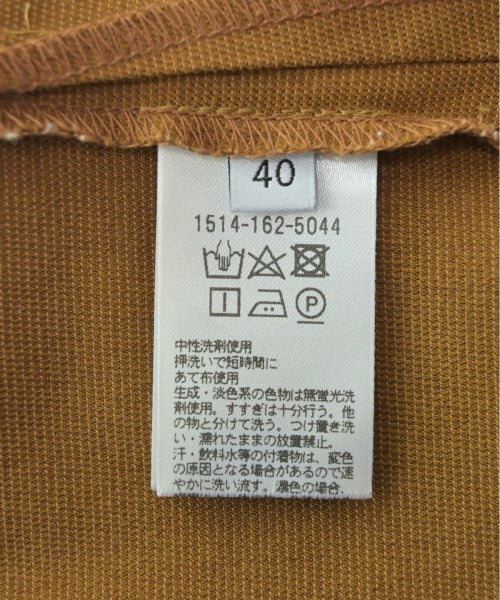 40
1514-162-5044
P
中性洗剤使用
押洗いで短時間に
あて布使用
生成・淡色系の色物は無蛍光洗
剤使用。すすぎは十分行う。他
の物と分けて洗う。つけ置き洗
い・濡れたままの放置禁止。
汗・飲料水等の付着物は、変色
の原因となる場合があるので速
やかに洗い流す。濃色の場合、